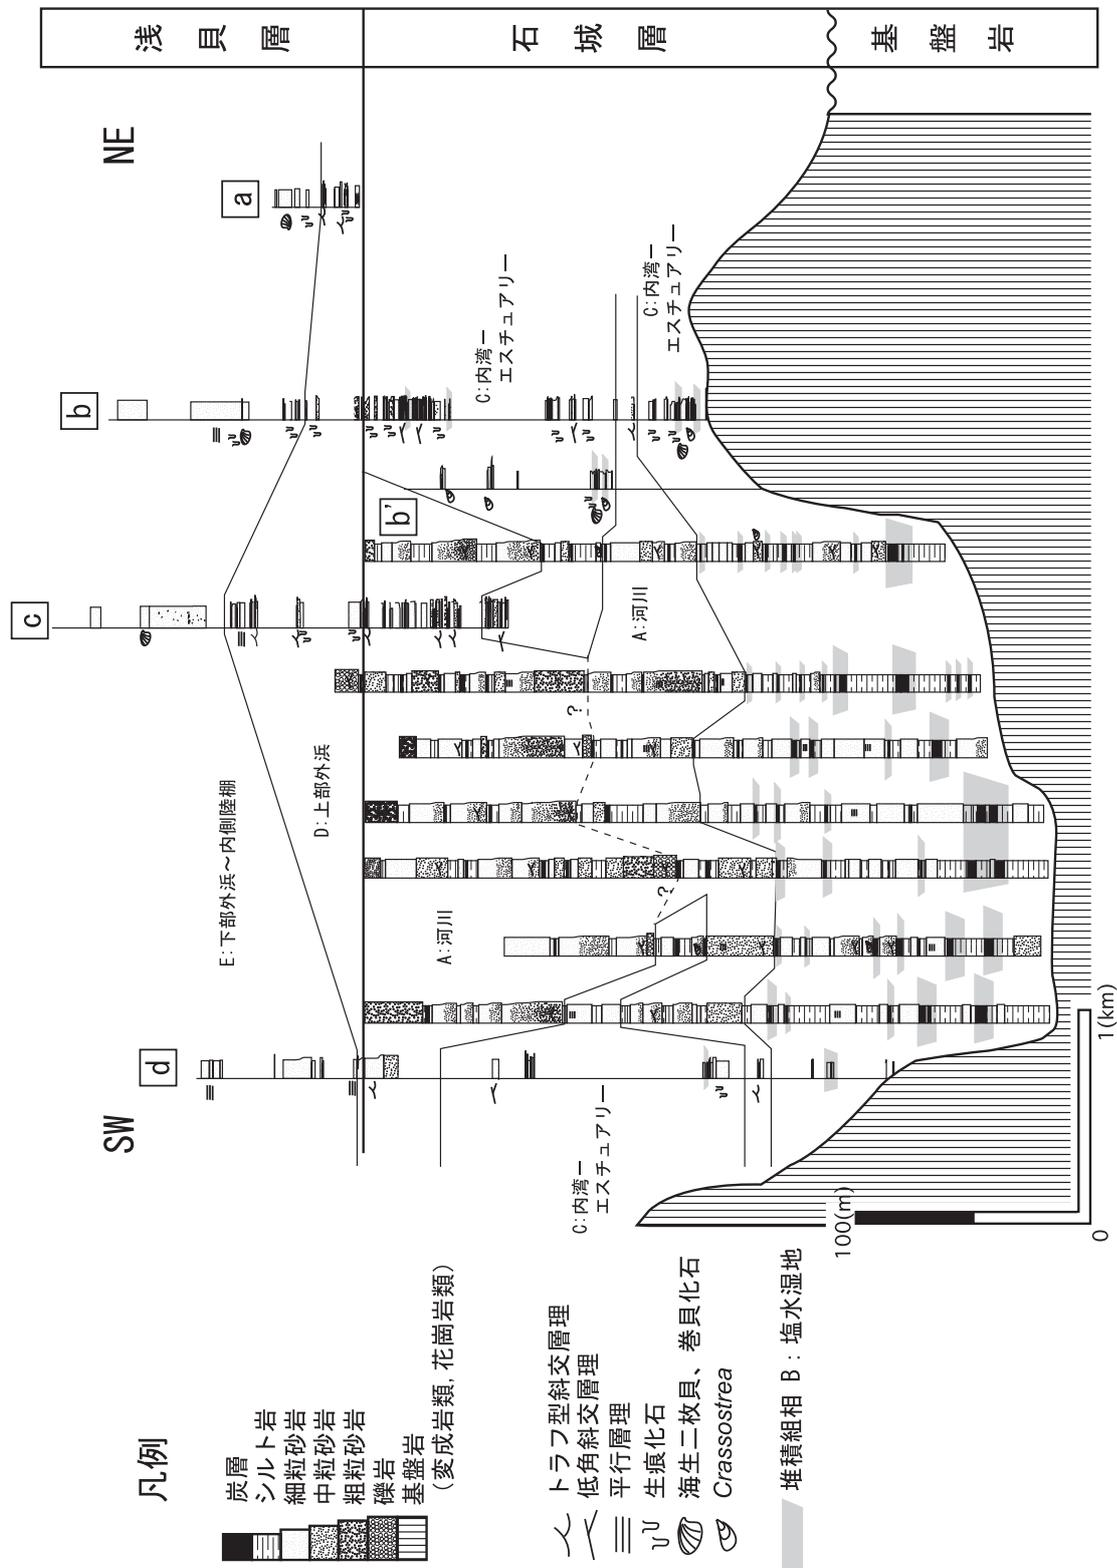 SW
NE
a
b
b'
c
d
浅貝層
石城層
基盤岩
E:下部外浜〜内側陸棚
D:上部外浜
A:河川
A:河川
C:内湾ー
エスチュアリー
C:内湾ー
エスチュアリー
C:内湾ー
エスチュアリー
?
?
100(m)
0
1(km)
凡例
炭層
シルト岩
細粒砂岩
中粒砂岩
粗粒砂岩
礫岩
基盤岩
(変成岩類,花崗岩類)
トラフ型斜交層理
低角斜交層理
平行層理
生痕化石
海生二枚貝、巻貝化石
Crassostrea
堆積組相 B:塩水湿地